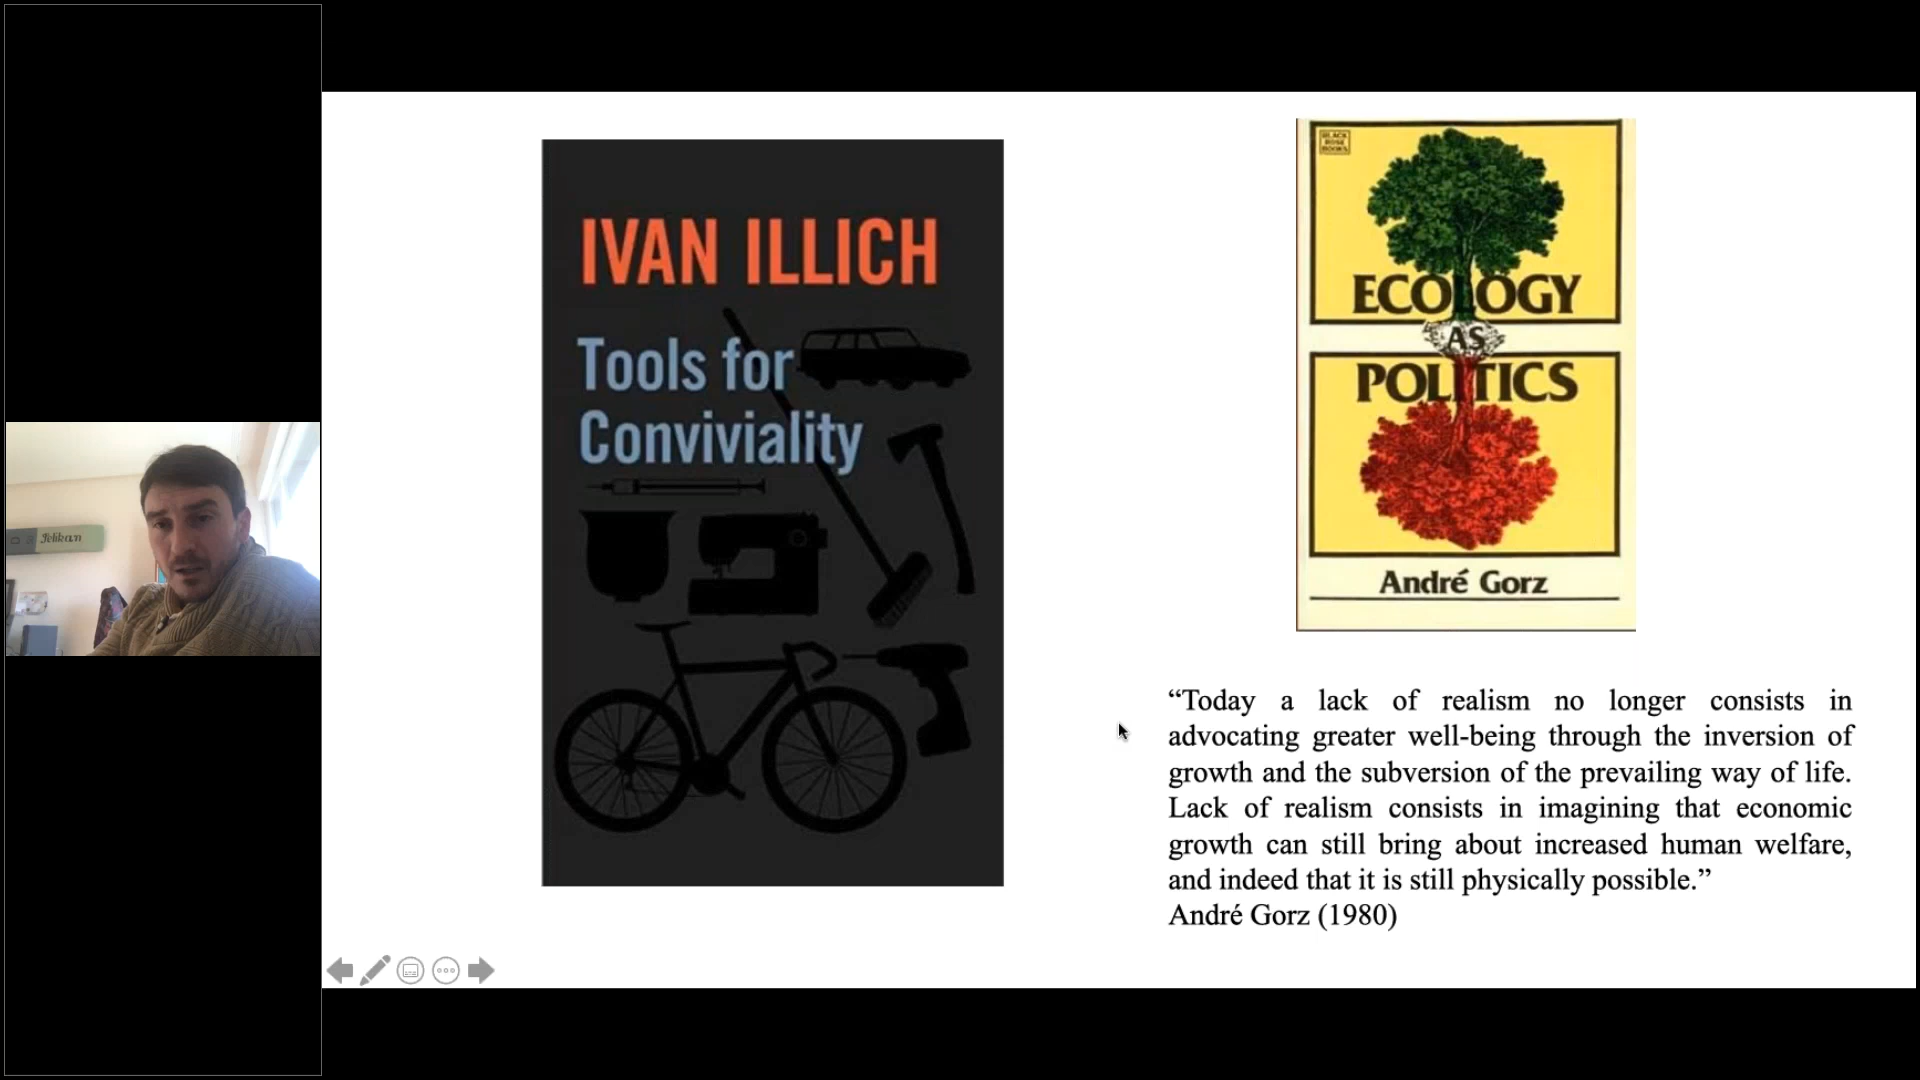 Pelikan
IVAN ILLICH
Tools for
Conviviality
BLACK
ROSE
BOOKS
ECOLOGY
AS
POLITICS
André Gorz
“Today a lack of realism no longer consists in
advocating greater well-being through the inversion of
growth and the subversion of the prevailing way of life.
Lack of realism consists in imagining that economic
growth can still bring about increased human welfare,
and indeed that it is still physically possible.”
André Gorz (1980)